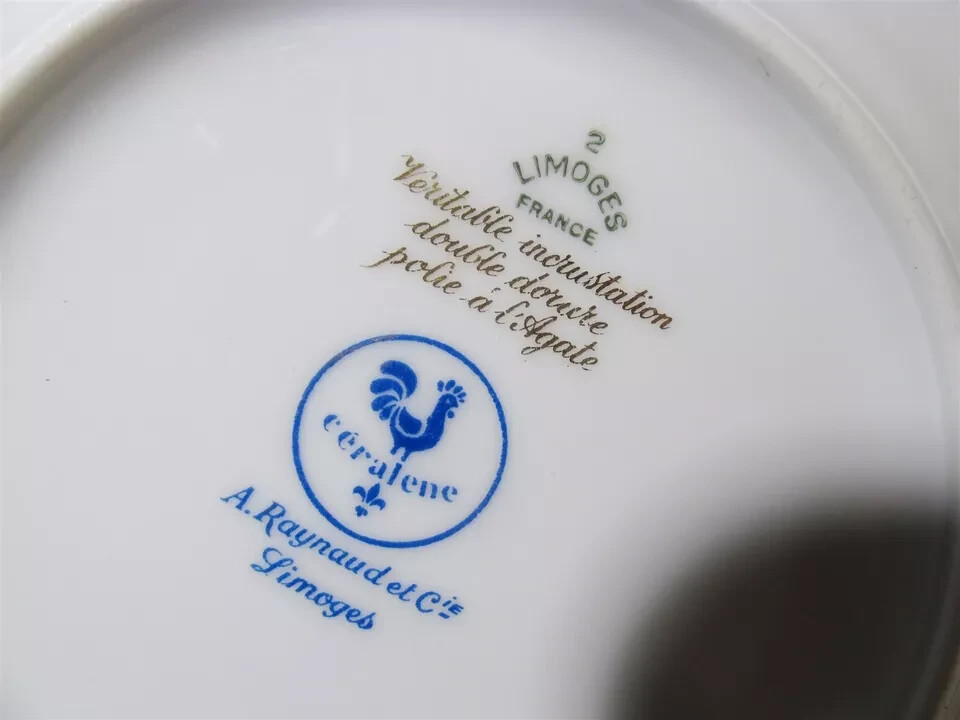 2
LIMOGES
FRANCE
Véritable incrustation
double dorure
polie à l'Agate
céralene
A. Raynaud et Cie
Limoges